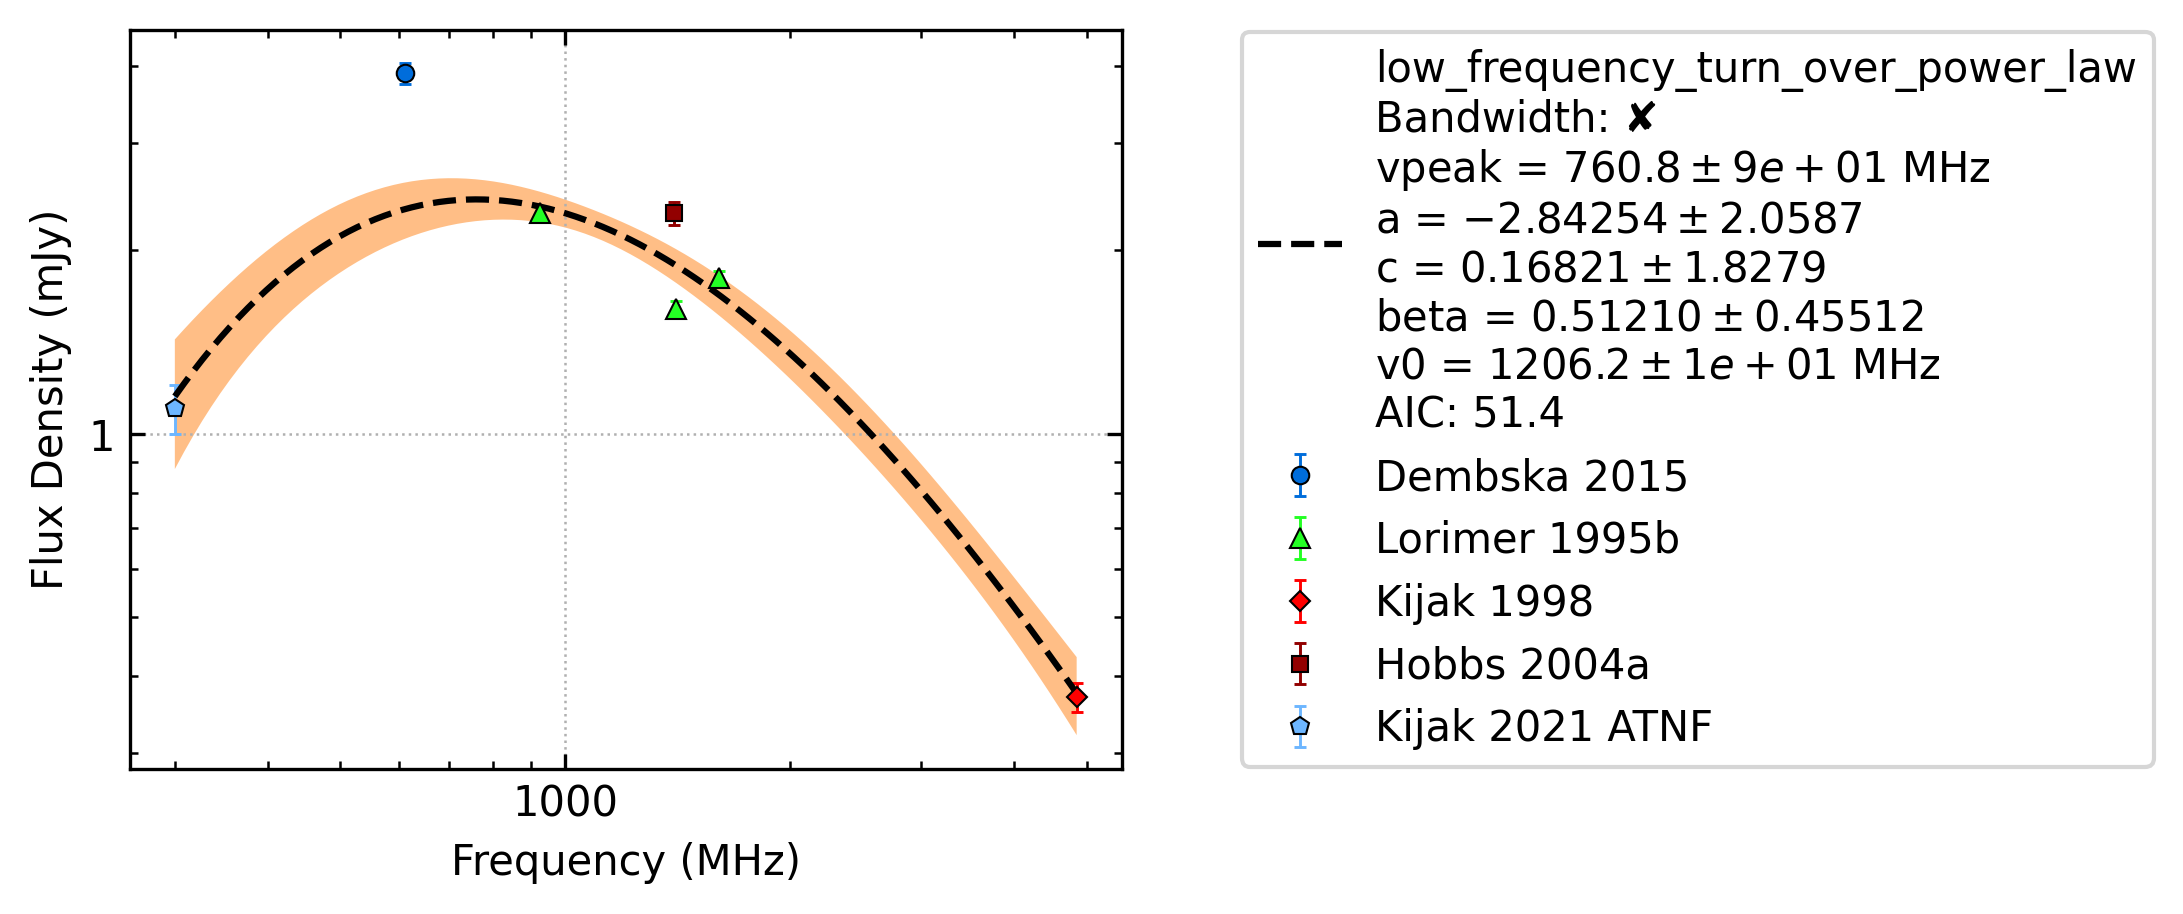 Flux Density (mJy)
1
1000
Frequency (MHz)
low_frequency_turn_over_power_law
Bandwidth: ✘
vpeak = 760.8 ± 9e + 01 MHz
a = −2.84254 ± 2.0587
c = 0.16821 ± 1.8279
beta = 0.51210 ± 0.45512
v0 = 1206.2 ± 1e + 01 MHz
AIC: 51.4
Dembska 2015
Lorimer 1995b
Kijak 1998
Hobbs 2004a
Kijak 2021 ATNF